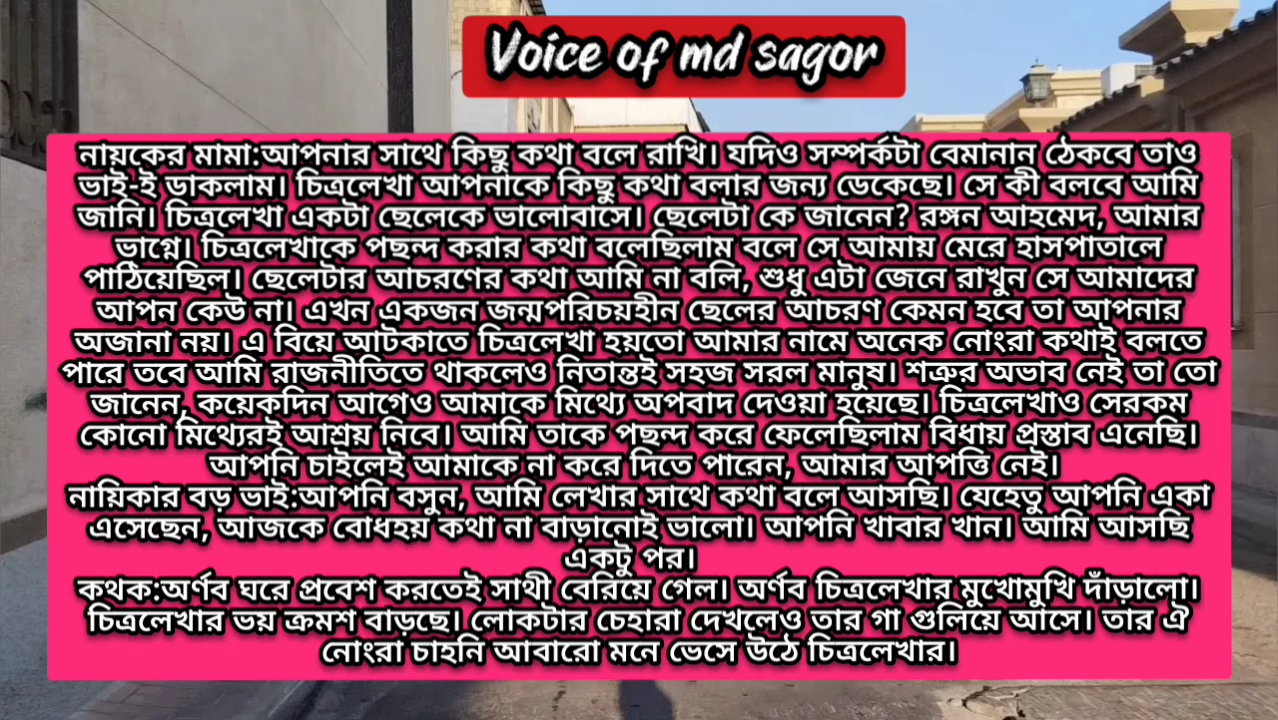 Voice of md sagor
নায়কের মামা:আপনার সাথে কিছু কথা বলে রাখি। যদিও সম্পর্কটা বেমানান ঠেকবে তাও
ভাই-ই ডাকলাম। চিত্রলেখা আপনাকে কিছু কথা বলার জন্য ডেকেছে। সে কী বলবে আমি
জানি। চিত্রলেখা একটা ছেলেকে ভালোবাসে। ছেলেটা কে জানেন? রঙ্গন আহমেদ, আমার
ভাগ্নে। চিত্রলেখাকে পছন্দ করার কথা বলেছিলাম বলে সে আমায় মেরে হাসপাতালে
পাঠিয়েছিল। ছেলেটার আচরণের কথা আমি না বলি, শুধু এটা জেনে রাখুন সে আমাদের
আপন কেউ না। এখন একজন জন্মপরিচয়হীন ছেলের আচরণ কেমন হবে তা আপনার
অজানা নয়। এ বিয়ে আটকাতে চিত্রলেখা হয়তো আমার নামে অনেক নোংরা কথাই বলতে
পারে তবে আমি রাজনীতিতে থাকলেও নিতান্তই সহজ সরল মানুষ। শত্রুর অভাব নেই তা তো
জানেন, কয়েকদিন আগেও আমাকে মিথ্যে অপবাদ দেওয়া হয়েছে। চিত্রলেখাও সেরকম
কোনো মিথ্যেরই আশ্রয় নিবে। আমি তাকে পছন্দ করে ফেলেছিলাম বিধায় প্রস্তাব এনেছি।
আপনি চাইলেই আমাকে না করে দিতে পারেন, আমার আপত্তি নেই।
নায়িকার বড় ভাই:আপনি বসুন, আমি লেখার সাথে কথা বলে আসছি। যেহেতু আপনি একা
এসেছেন, আজকে বোধহয় কথা না বাড়ানোই ভালো। আপনি খাবার খান। আমি আসছি
একটু পর।
কথক:অর্ণব ঘরে প্রবেশ করতেই সাথী বেরিয়ে গেল। অর্ণব চিত্রলেখার মুখোমুখি দাঁড়ালো।
চিত্রলেখার ভয় ক্রমশ বাড়ছে। লোকটার চেহারা দেখলেও তার গা গুলিয়ে আসে। তার ঐ
নোংরা চাহনি আবারো মনে ভেসে উঠে চিত্রলেখার।